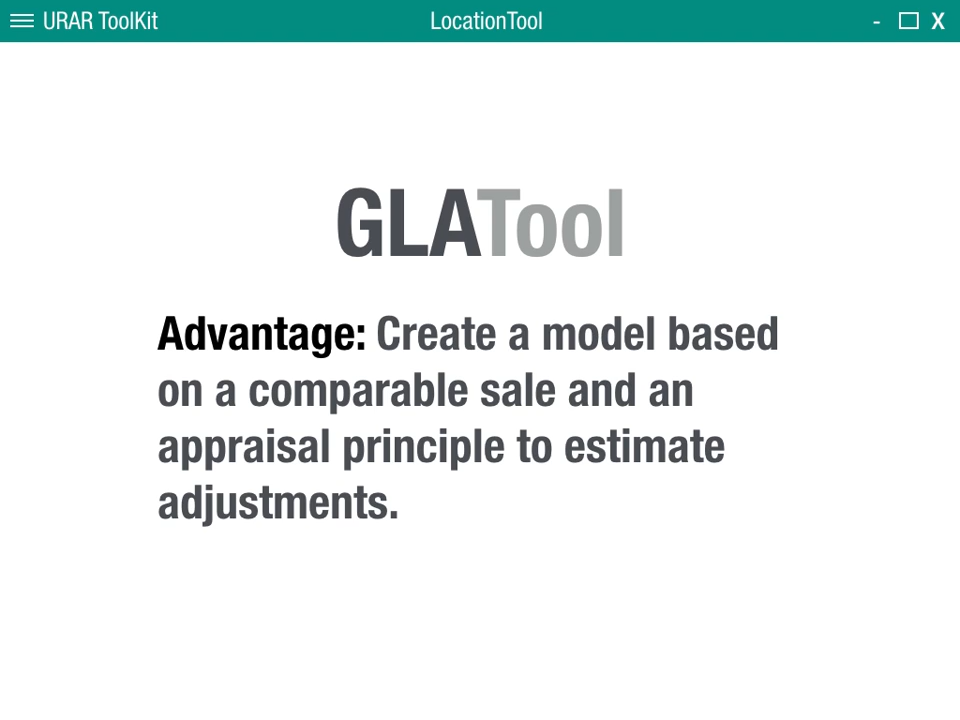 URAR ToolKit
LocationTool
- X
GLATool
Advantage: Create a model based
on a comparable sale and an
appraisal principle to estimate
adjustments.